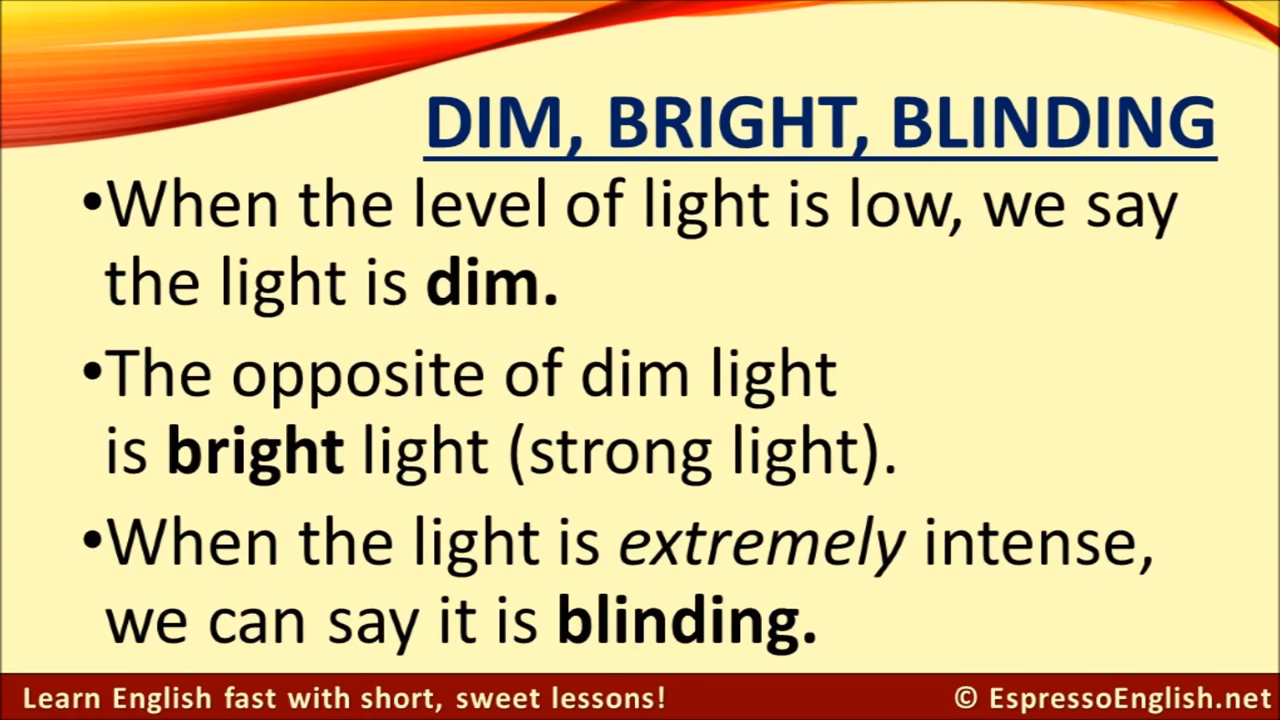 DIM, BRIGHT, BLINDING
•When the level of light is low, we say
the light is dim.
•The opposite of dim light
is bright light (strong light).
•When the light is extremely intense,
we can say it is blinding.
Learn English fast with short, sweet lessons!
© EspressoEnglish.net